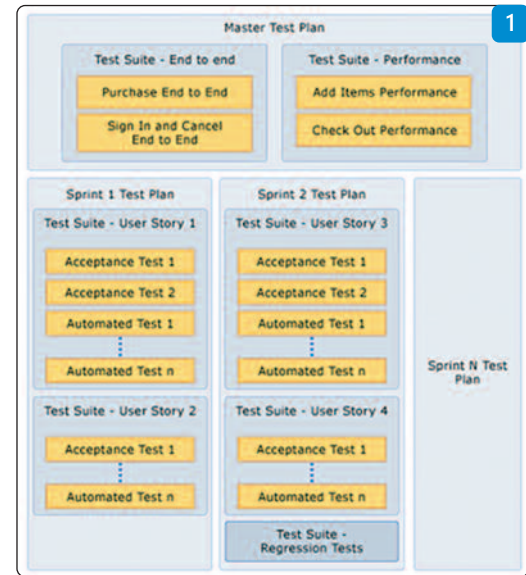 1
Master Test Plan
Test Suite - End to end
Purchase End to End
Sign In and Cancel
End to End
Test Suite - Performance
Add Items Performance
Check Out Performance
Sprint 1 Test Plan
Test Suite - User Story 1
Acceptance Test 1
Acceptance Test 2
Automated Test 1
Automated Test n
Test Suite - User Story 2
Acceptance Test 1
Automated Test n
Sprint 2 Test Plan
Test Suite - User Story 3
Acceptance Test 1
Acceptance Test 2
Automated Test 1
Automated Test n
Test Suite - User Story 4
Acceptance Test 1
Automated Test n
Test Suite -
Regression Tests
Sprint N Test
Plan